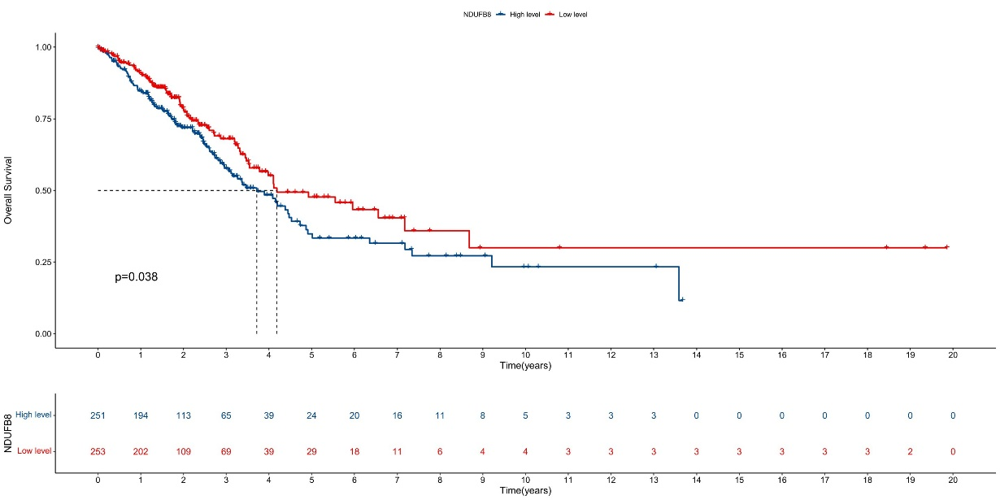 NDUFB8 High level Low level
Overall Survival
1.00
0.75
0.50
0.25
0.00
p=0.038
0 1 2 3 4 5 6 7 8 9 10 11 12 13 14 15 16 17 18 19 20
Time(years)
NDUFB8
High level 251 194 113 65 39 24 20 16 11 8 5 3 3 3 0 0 0 0 0 0 0
Low level 253 202 109 69 39 29 18 11 6 4 4 3 3 3 3 3 3 3 3 2 0
0 1 2 3 4 5 6 7 8 9 10 11 12 13 14 15 16 17 18 19 20
Time(years)